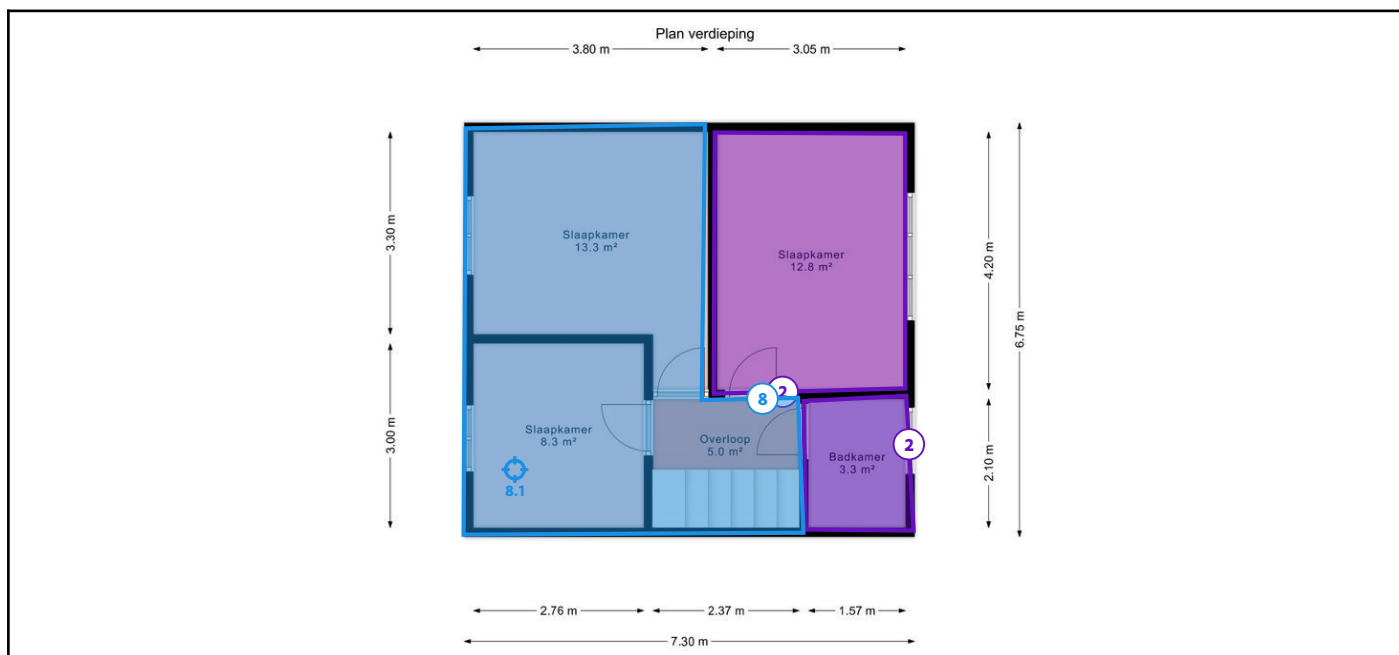 Plan verdieping
3.80 m
3.05 m
3.30 m
3.00 m
4.20 m
2.10 m
6.75 m
Slaapkamer
13.3 m²
Slaapkamer
12.8 m²
2
8
Slaapkamer
8.3 m²
Overloop
5.0 m²
2
Badkamer
3.3 m²
8.1
2.76 m
2.37 m
1.57 m
7.30 m